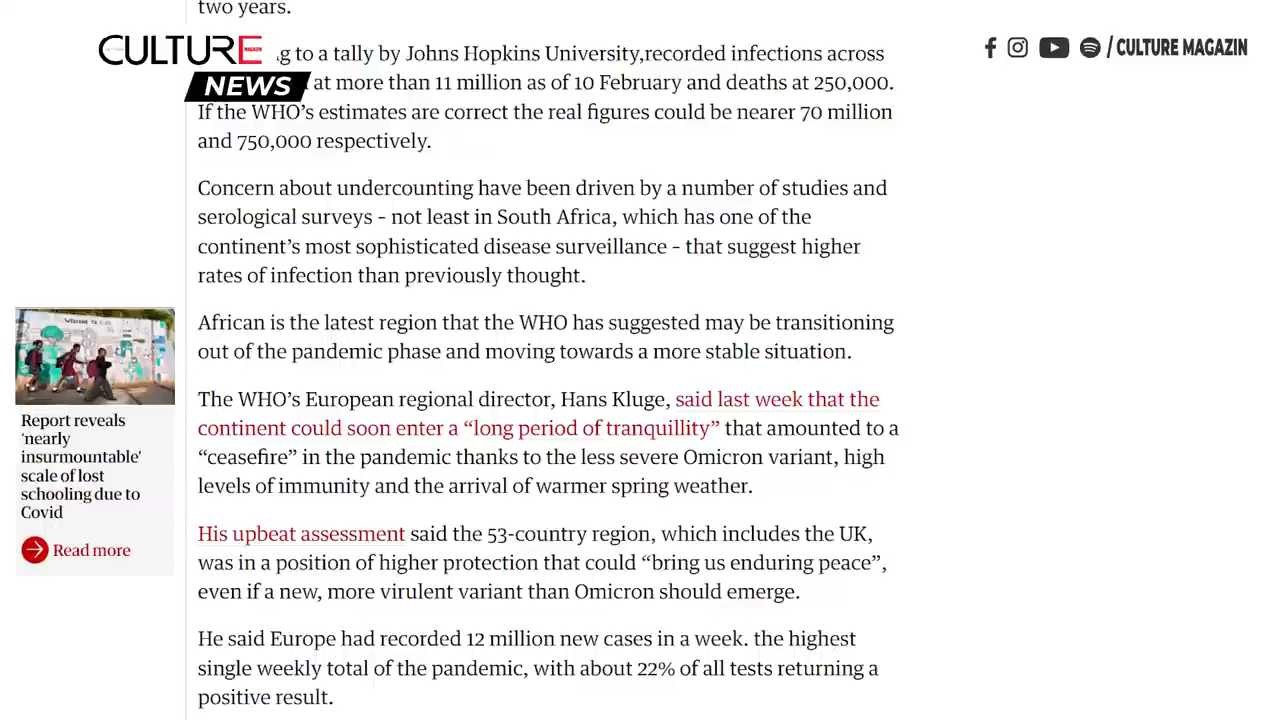 two years.
CULTURE
NEWS
/ CULTURE MAGAZIN
g to a tally by Johns Hopkins University,recorded infections across
at more than 11 million as of 10 February and deaths at 250,000.
If the WHO’s estimates are correct the real figures could be nearer 70 million
and 750,000 respectively.
Concern about undercounting have been driven by a number of studies and
serological surveys – not least in South Africa, which has one of the
continent’s most sophisticated disease surveillance – that suggest higher
rates of infection than previously thought.
African is the latest region that the WHO has suggested may be transitioning
out of the pandemic phase and moving towards a more stable situation.
The WHO’s European regional director, Hans Kluge, said last week that the
continent could soon enter a “long period of tranquillity” that amounted to a
“ceasefire” in the pandemic thanks to the less severe Omicron variant, high
levels of immunity and the arrival of warmer spring weather.
His upbeat assessment said the 53-country region, which includes the UK,
was in a position of higher protection that could “bring us enduring peace”,
even if a new, more virulent variant than Omicron should emerge.
He said Europe had recorded 12 million new cases in a week. the highest
single weekly total of the pandemic, with about 22% of all tests returning a
positive result.
Report reveals
‘nearly
insurmountable’
scale of lost
schooling due to
Covid
Read more